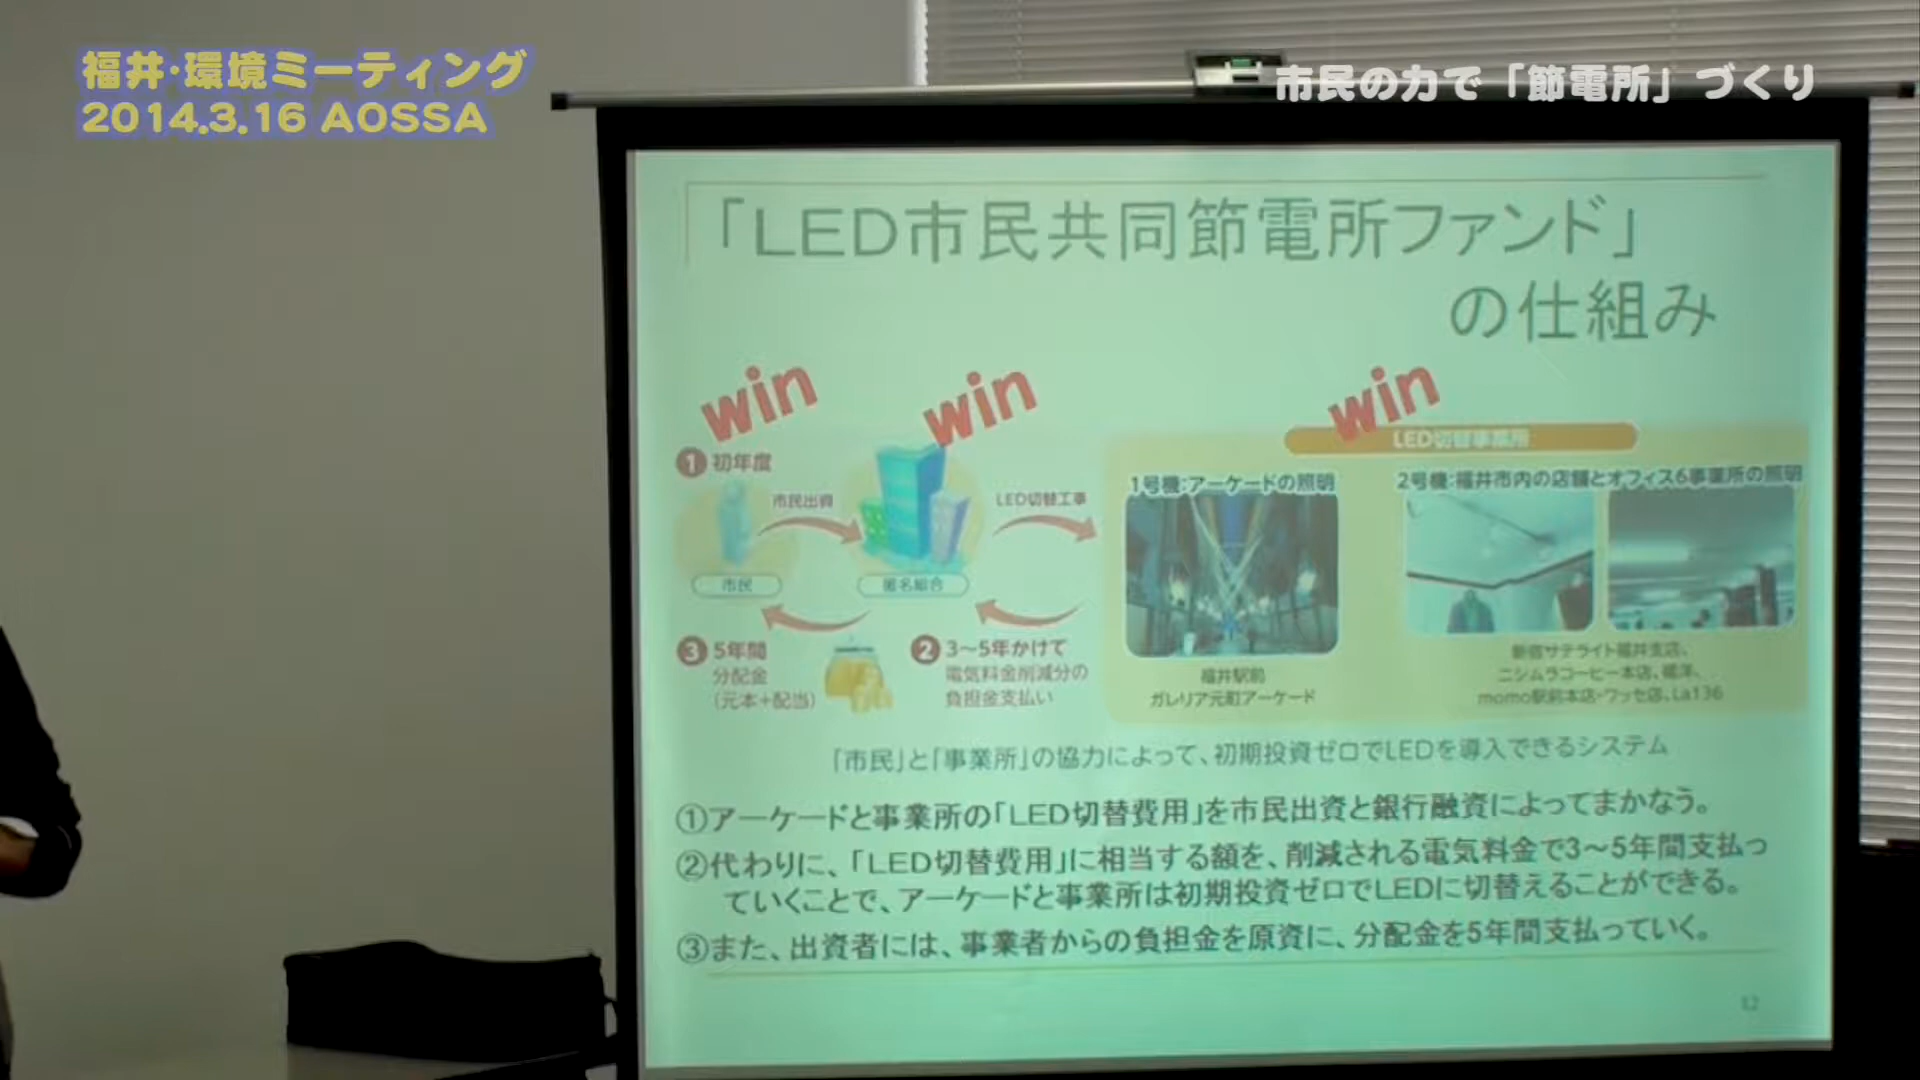 福井・環境ミーティング
2014.3.16 AOSSA
市民の力で「節電所」づくり
「LED市民共同節電所ファンド」
の仕組み
win
win
win
LED切替事業所
1 初年度
市民出資
LED切替工事
市民
匿名組合
3 5年間
分配金
(元本+配当)
2 3～5年かけて
電気料金削減分の
負担金支払い
1号機:アーケードの照明
福井駅前
ガレリア元町アーケード
2号機:福井市内の店舗とオフィス6事業所の照明
新宿サテライト福井支店、
ニシムラコーヒー本店、福洋、
momo駅前本店・ワッセ店、La136
「市民」と「事業所」の協力によって、初期投資ゼロでLEDを導入できるシステム
①アーケードと事業所の「LED切替費用」を市民出資と銀行融資によってまかなう。
②代わりに、「LED切替費用」に相当する額を、削減される電気料金で3～5年間支払っ
ていくことで、アーケードと事業所は初期投資ゼロでLEDに切替えることができる。
③また、出資者には、事業者からの負担金を原資に、分配金を5年間支払っていく。
12